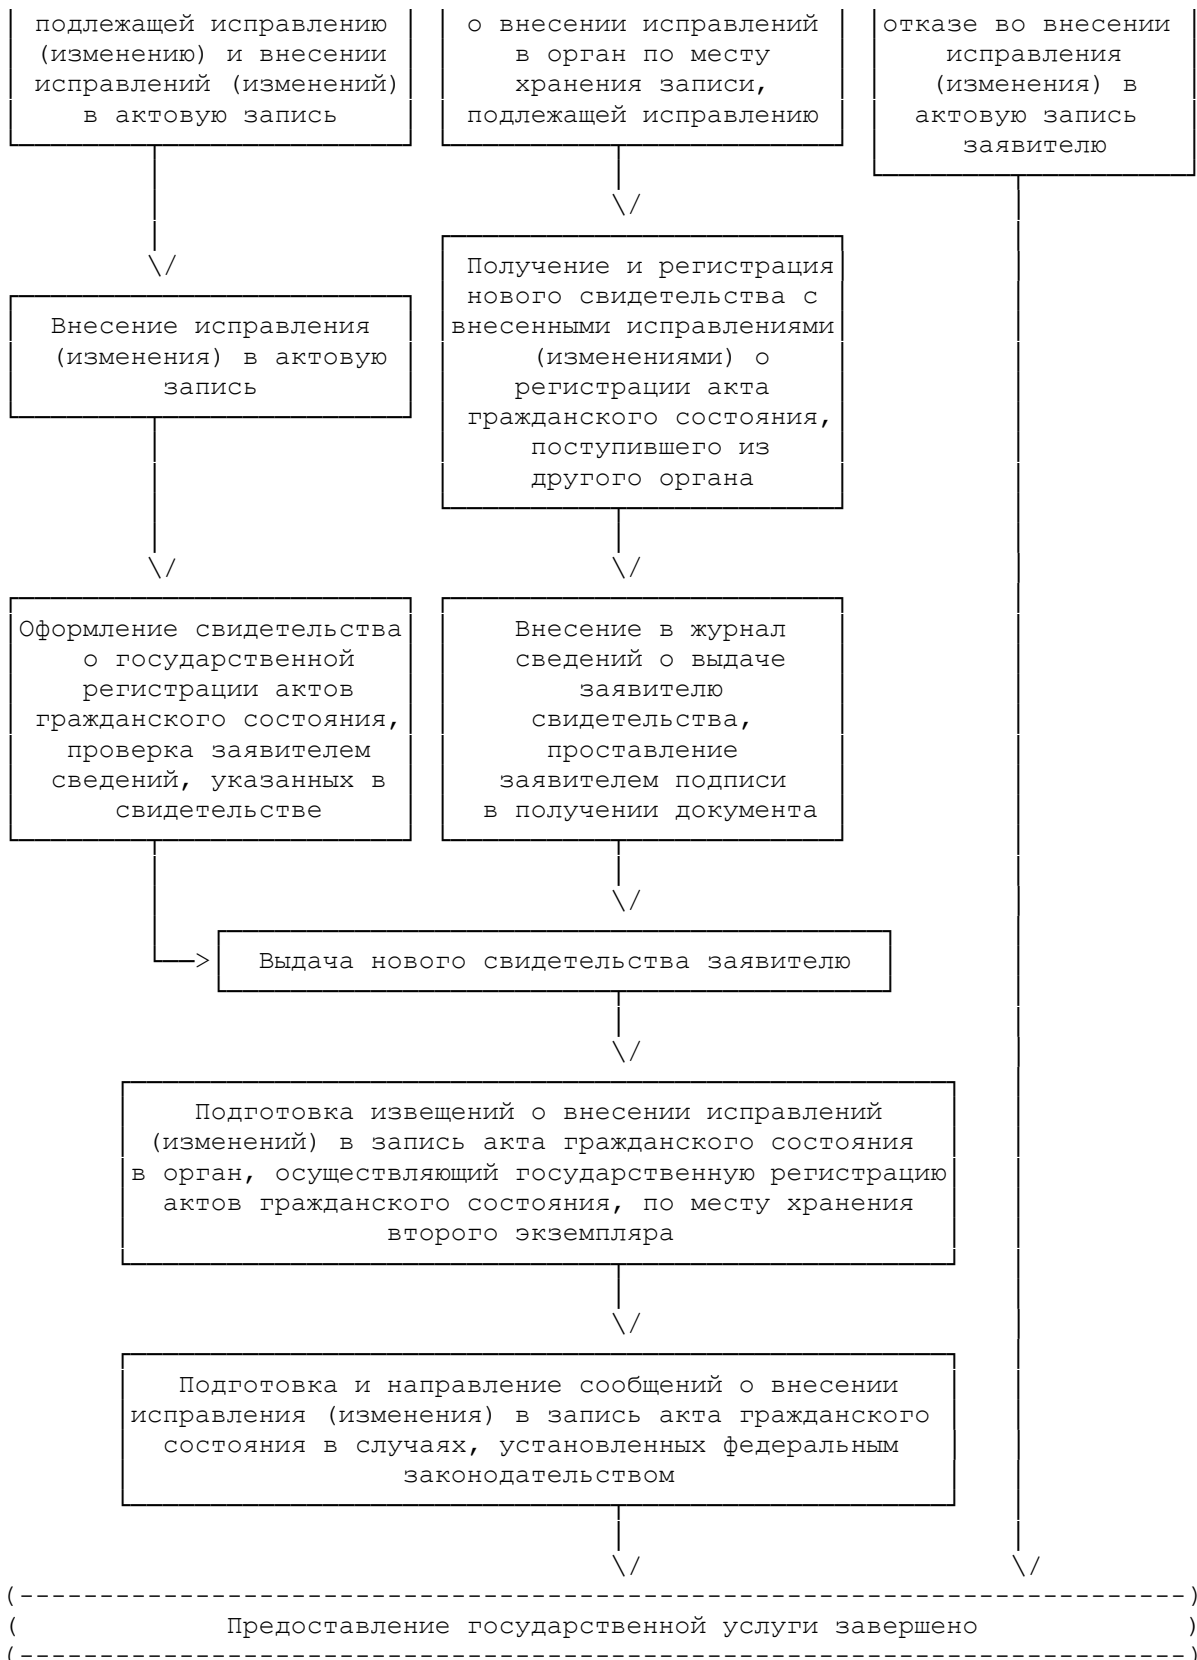 подлежащей исправлению
(изменению) и внесении
исправлений (изменений)
в актовую запись
о внесении исправлений
в орган по месту
хранения записи,
подлежащей исправлению
отказе во внесении
исправления
(изменения) в
актовую запись
заявителю
Получение и регистрация
нового свидетельства с
внесенными исправлениями
(изменениями) о
регистрации акта
гражданского состояния,
поступившего из
другого органа
Внесение исправления
(изменения) в актовую
запись
Оформление свидетельства
о государственной
регистрации актов
гражданского состояния,
проверка заявителем
сведений, указанных в
свидетельстве
Внесение в журнал
сведений о выдаче
заявителю
свидетельства,
проставление
заявителем подписи
в получении документа
Выдача нового свидетельства заявителю
Подготовка извещений о внесении исправлений
(изменений) в запись акта гражданского состояния
в орган, осуществляющий государственную регистрацию
актов гражданского состояния, по месту хранения
второго экземпляра
Подготовка и направление сообщений о внесении
исправления (изменения) в запись акта гражданского
состояния в случаях, установленных федеральным
законодательством
Предоставление государственной услуги завершено